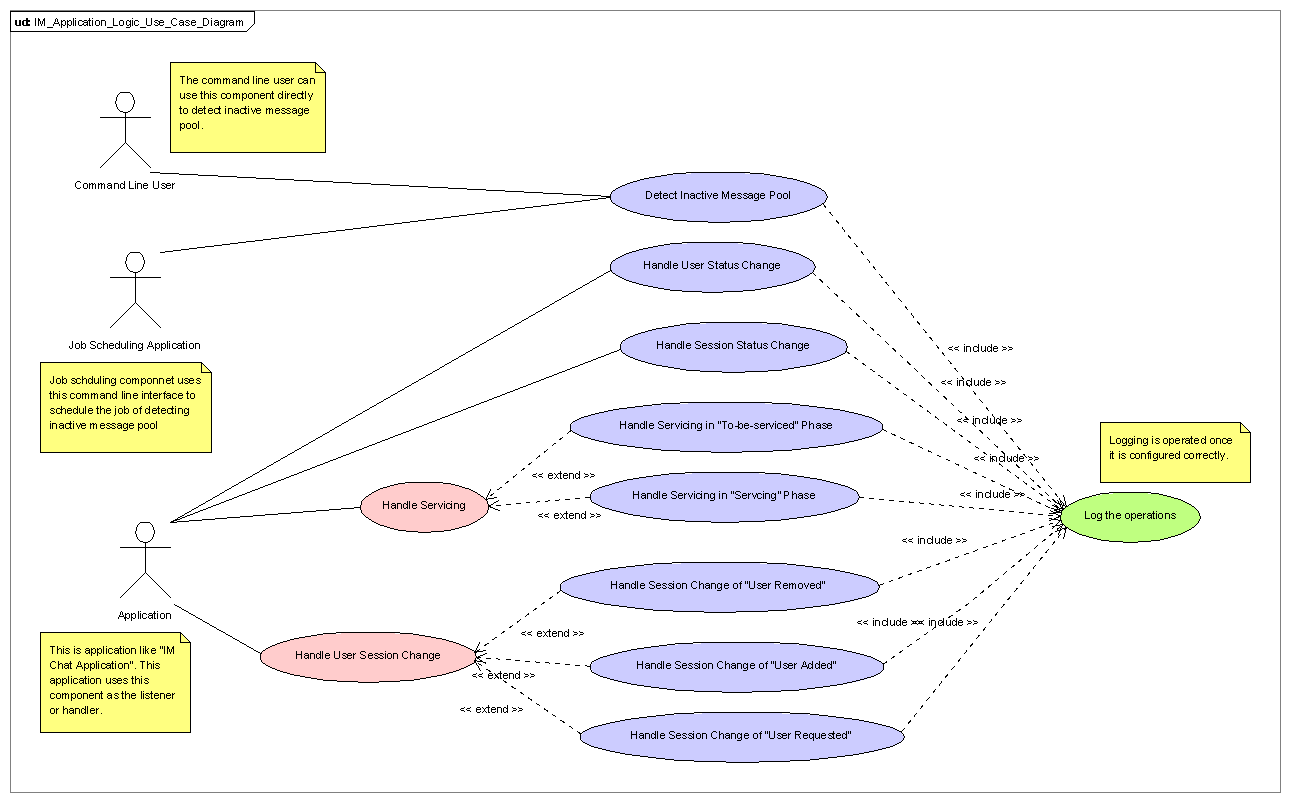 ud: IM_Application_Logic_Use_Case_Diagram
The command line user can
use this component directly
to detect inactive message
pool.
Command Line User
Detect Inactive Message Pool
Handle User Status Change
Job Scheduling Application
Handle Session Status Change
<< include >>
<< include >>
<< include >>
<< include >>
<< include >>
Job schduling componnet uses
this command line interface to
schedule the job of detecting
inactive message pool
Handle Servicing in "To-be-serviced" Phase
Logging is operated once
it is configured correctly.
<< extend >>
Handle Servicing
Handle Servicing in "Servcing" Phase
<< extend >>
Log the operations
<< include >>
Application
Handle Session Change of "User Removed"
<< include >>
<< include >>
<< extend >>
This is application like "IM
Chat Application". This
application uses this
component as the listener
or handler.
Handle User Session Change
Handle Session Change of "User Added"
<< extend >>
<< extend >>
Handle Session Change of "User Requested"